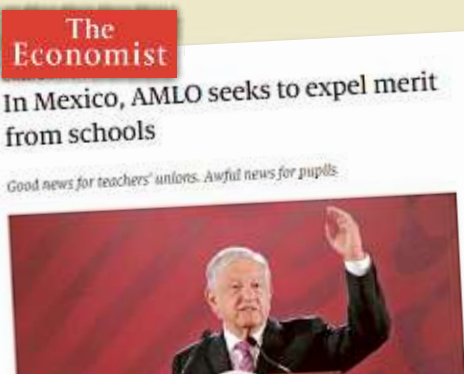 The
Economist
In Mexico, AMLO seeks to expel merit
from schools
Good news for teachers' unions. Awful news for pupils